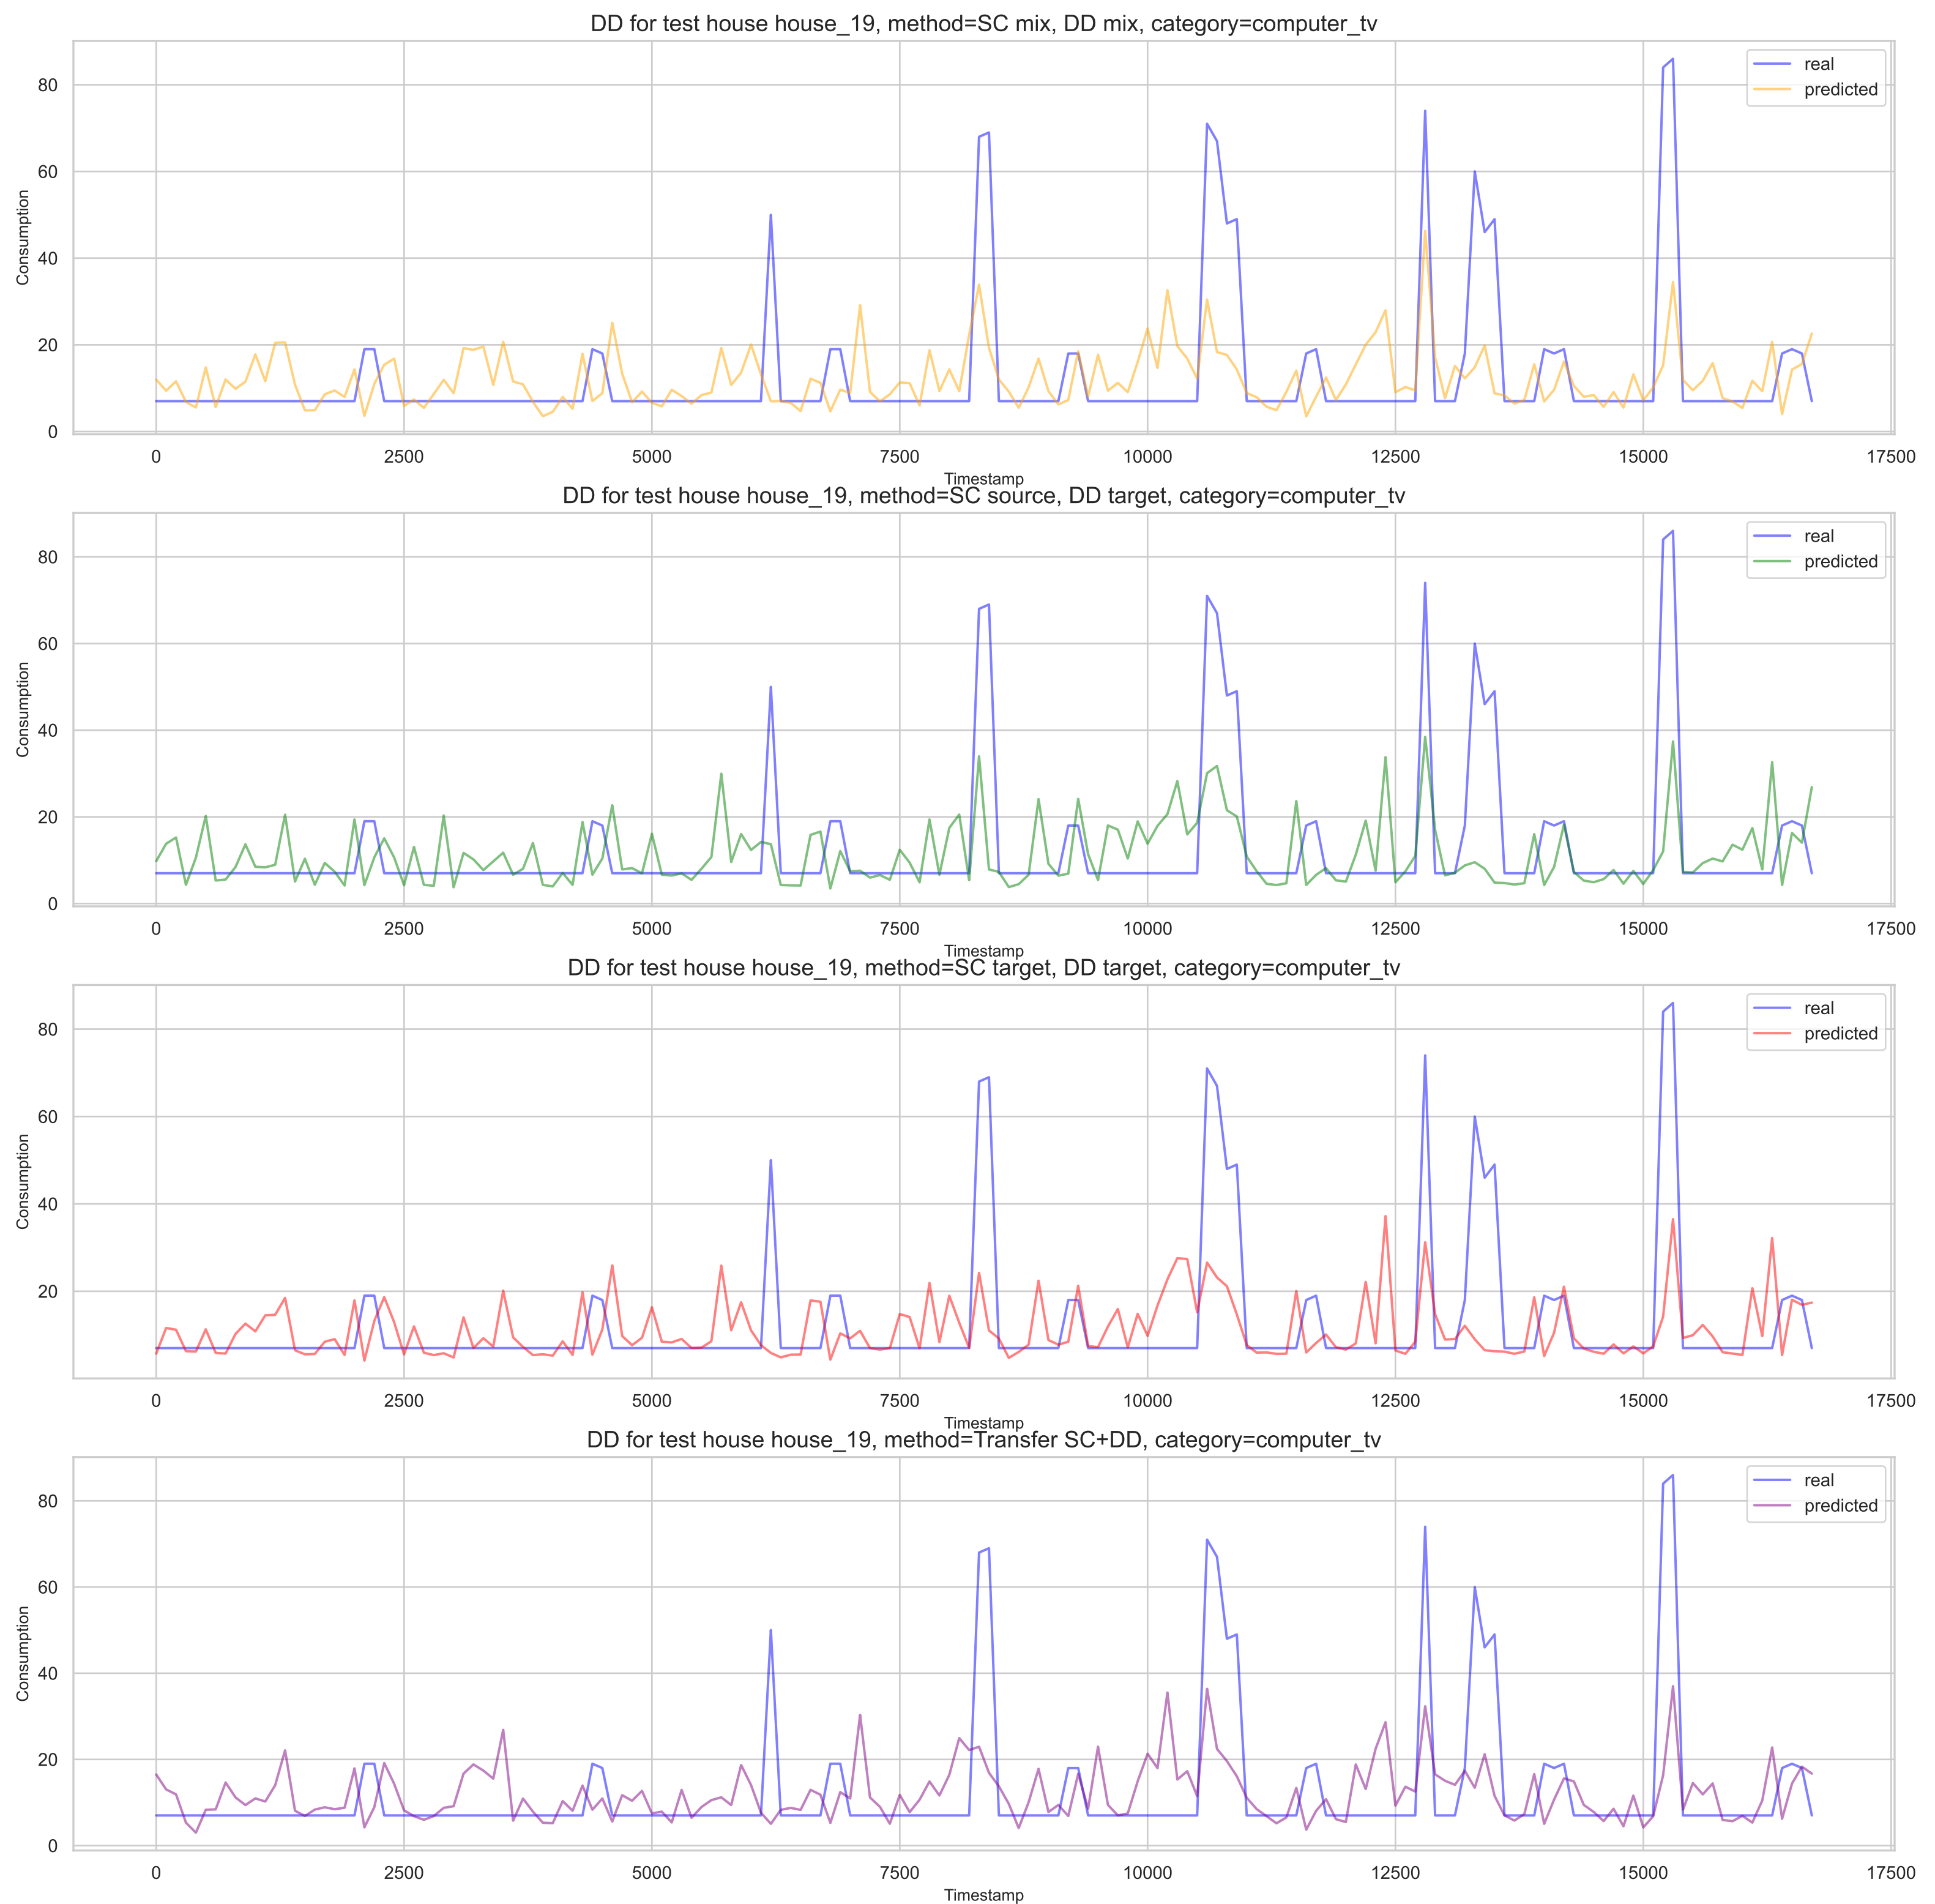 DD for test house house_19, method=SC mix, DD mix, category=computer_tv
real
predicted
80
60
40
20
0
Consumption
0 2500 5000 7500 10000 12500 15000 17500
Timestamp
DD for test house house_19, method=SC source, DD target, category=computer_tv
real
predicted
80
60
40
20
0
Consumption
0 2500 5000 7500 10000 12500 15000 17500
Timestamp
DD for test house house_19, method=SC target, DD target, category=computer_tv
real
predicted
80
60
40
20
Consumption
0 2500 5000 7500 10000 12500 15000 17500
Timestamp
DD for test house house_19, method=Transfer SC+DD, category=computer_tv
real
predicted
80
60
40
20
0
Consumption
0 2500 5000 7500 10000 12500 15000 17500
Timestamp